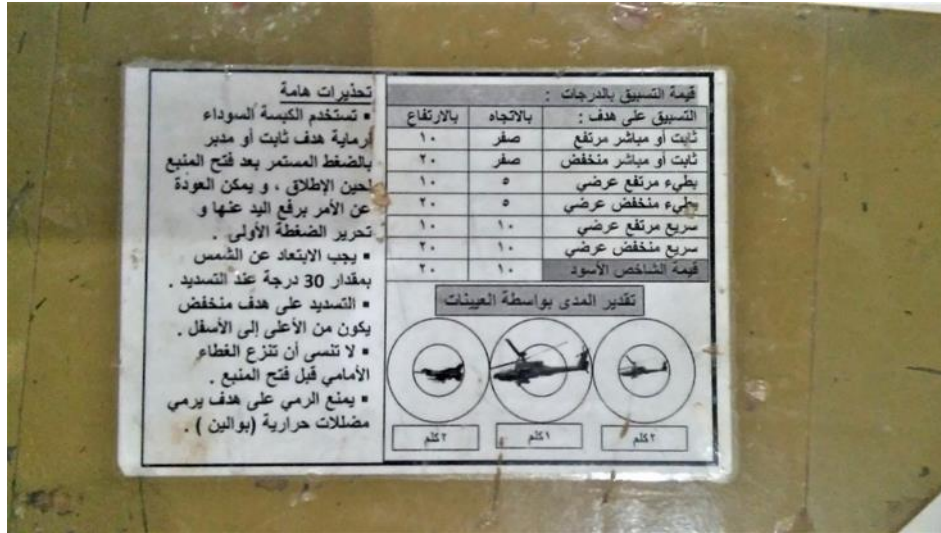 تحذيرات هامة
▪ تستخدم الكبسة السوداء
لرماية هدف ثابت أو مدبر
بالضغط المستمر بعد فتح المنبع
لحين الإطلاق ، و يمكن العودة
عن الأمر برفع اليد عنها و
تحرير الضغطة الأولى .
▪ يجب الابتعاد عن الشمس
بمقدار 30 درجة عند التسديد .
▪ التسديد على هدف منخفض
يكون من الأعلى إلى الأسفل .
▪ لا تنسى أن تنزع الغطاء
الأمامي قبل فتح المنبع .
▪ يمنع الرمي على هدف يرمي
مضللات حرارية (بوالين ) .
قيمة التسبيق بالدرجات :
التسبيق على هدف : بالاتجاه بالارتفاع
ثابت أو مباشر مرتفع صفر ١٠
ثابت أو مباشر منخفض صفر ٢٠
بطيء مرتفع عرضي ٥ ١٠
بطيء منخفض عرضي ٥ ٢٠
سريع مرتفع عرضي ١٠ ١٠
سريع منخفض عرضي ١٠ ٢٠
قيمة الشاخص الأسود ١٠ ٢٠
تقدير المدى بواسطة العيينات
٢كلم ١كلم ٢كلم